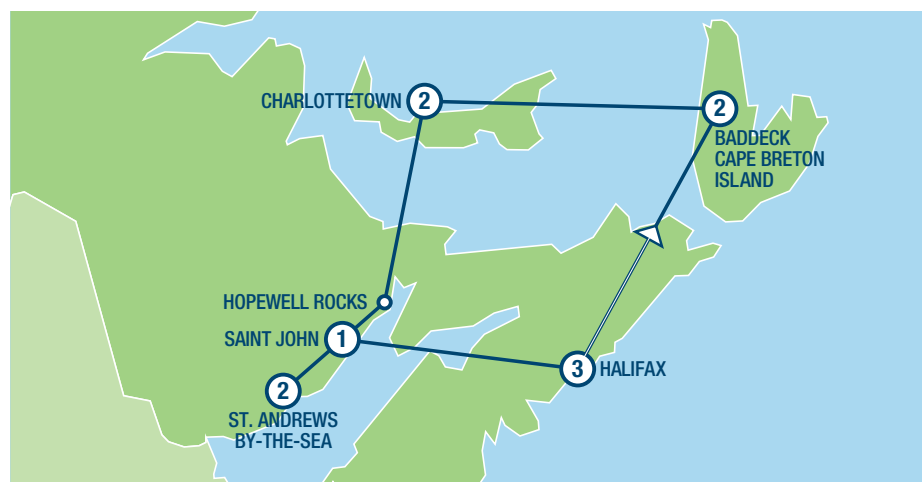 CHARLOTTETOWN
2
2
BADDECK
CAPE BRETON
ISLAND
HOPEWELL ROCKS
SAINT JOHN
1
3
HALIFAX
2
ST. ANDREWS
BY-THE-SEA